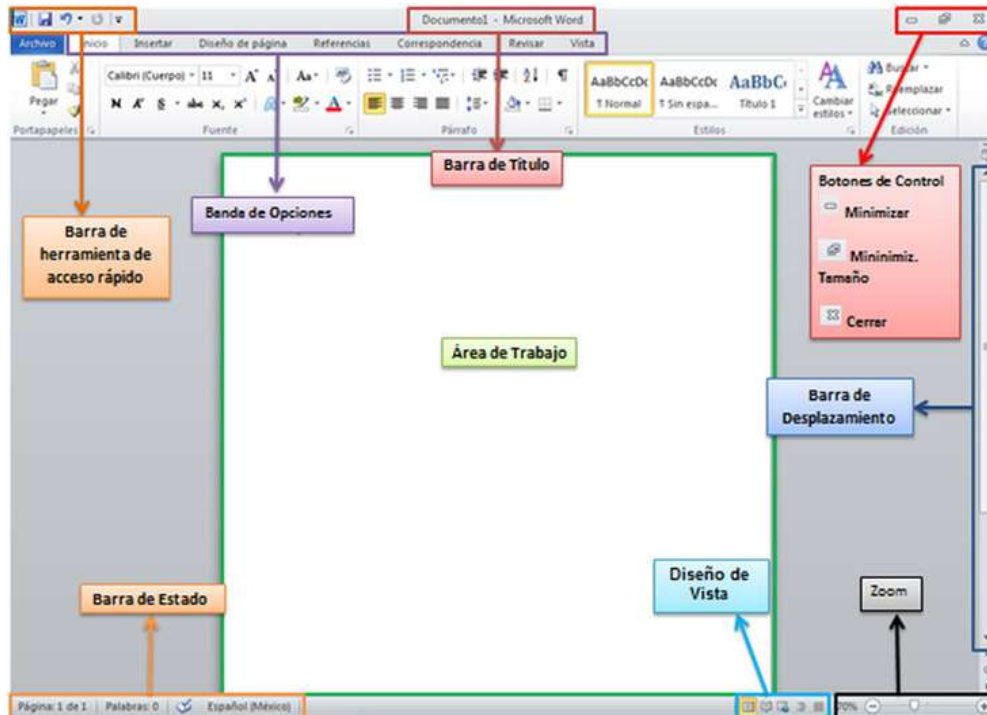 Documento1 - Microsoft Word
Archivo Inicio Insertar Diseño de página Referencias Correspondencia Revisar Vista
Pegar
Portapapeles
Calibri (Cuerpo) 11
Fuente
Párrafo
AaBbCcDc AaBbCcDc AaBbC
¶ Normal ¶ Sin espa... Título 1
Cambiar
estilos
Estilos
Buscar
Reemplazar
Seleccionar
Edición
Barra de Título
Banda de Opciones
Barra de
herramienta de
acceso rápido
Botones de Control
Minimizar
Mininimiz.
Tamaño
Cerrar
Área de Trabajo
Barra de
Desplazamiento
Diseño de
Vista
Zoom
Barra de Estado
Página: 1 de 1 Palabras: 0 Español (México)
70%